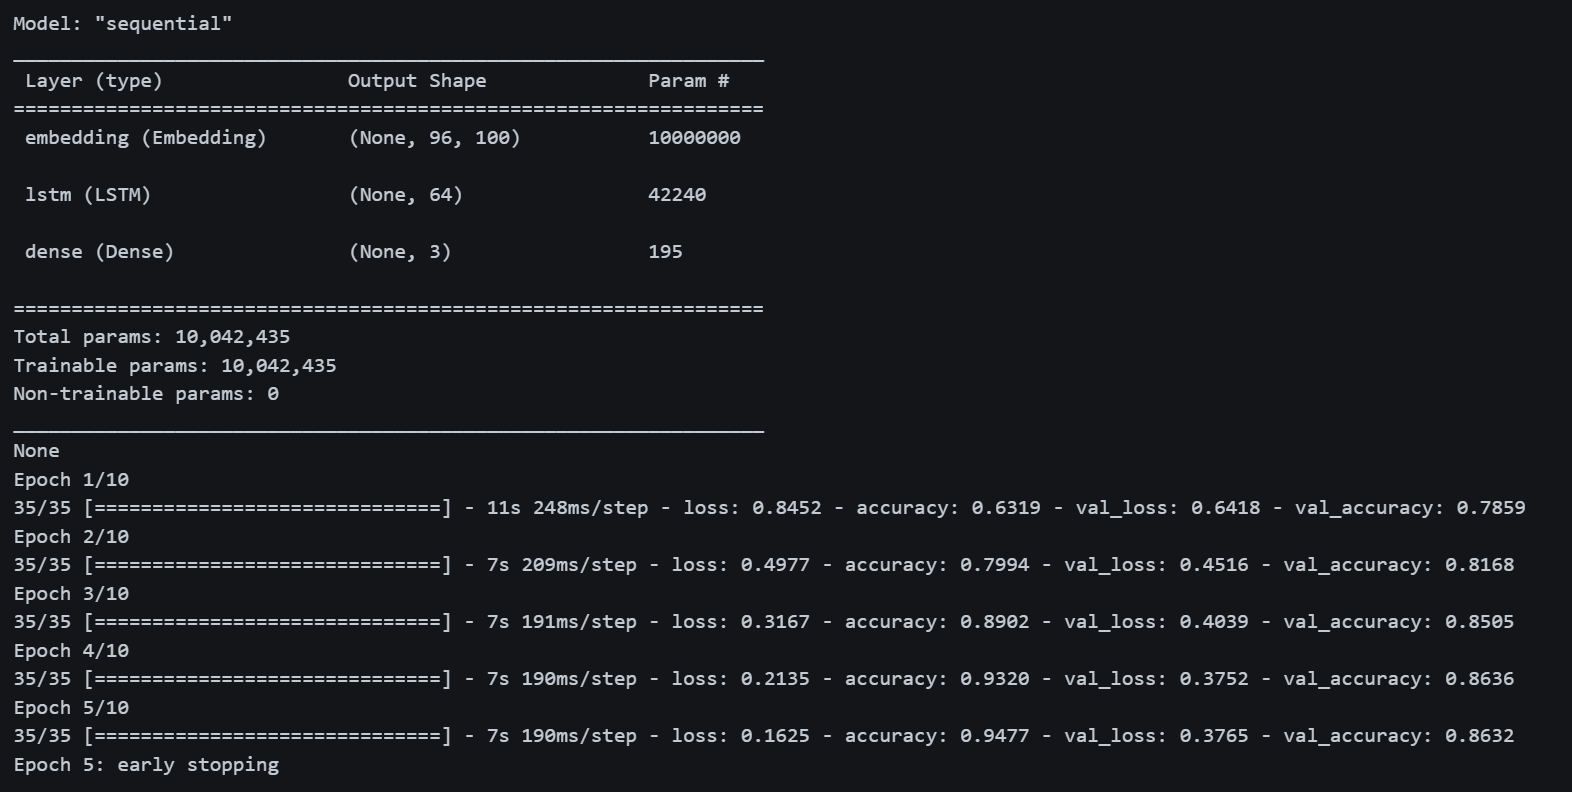 Model: "sequential"
_________________________________________________________________
Layer (type)                Output Shape              Param #
=================================================================
embedding (Embedding)       (None, 96, 100)           10000000
lstm (LSTM)                 (None, 64)                42240
dense (Dense)               (None, 3)                 195
=================================================================
Total params: 10,042,435
Trainable params: 10,042,435
Non-trainable params: 0
_________________________________________________________________
None
Epoch 1/10
35/35 [==============================] - 11s 248ms/step - loss: 0.8452 - accuracy: 0.6319 - val_loss: 0.6418 - val_accuracy: 0.7859
Epoch 2/10
35/35 [==============================] - 7s 209ms/step - loss: 0.4977 - accuracy: 0.7994 - val_loss: 0.4516 - val_accuracy: 0.8168
Epoch 3/10
35/35 [==============================] - 7s 191ms/step - loss: 0.3167 - accuracy: 0.8902 - val_loss: 0.4039 - val_accuracy: 0.8505
Epoch 4/10
35/35 [==============================] - 7s 190ms/step - loss: 0.2135 - accuracy: 0.9320 - val_loss: 0.3752 - val_accuracy: 0.8636
Epoch 5/10
35/35 [==============================] - 7s 190ms/step - loss: 0.1625 - accuracy: 0.9477 - val_loss: 0.3765 - val_accuracy: 0.8632
Epoch 5: early stopping